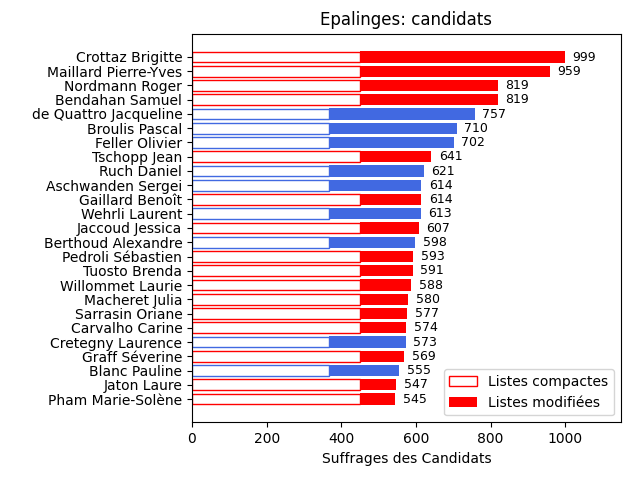 Epalinges: candidats
Crottaz Brigitte 999
Maillard Pierre-Yves 959
Nordmann Roger 819
Bendahan Samuel 819
de Quattro Jacqueline 757
Broulis Pascal 710
Feller Olivier 702
Tschopp Jean 641
Ruch Daniel 621
Aschwanden Sergei 614
Gaillard Benoît 614
Wehrli Laurent 613
Jaccoud Jessica 607
Berthoud Alexandre 598
Pedroli Sébastien 593
Tuosto Brenda 591
Willommet Laurie 588
Macheret Julia 580
Sarrasin Oriane 577
Carvalho Carine 574
Cretegny Laurence 573
Graff Séverine 569
Blanc Pauline 555
Jaton Laure 547
Pham Marie-Solène 545
Listes compactes
Listes modifiées
0 200 400 600 800 1000
Suffrages des Candidats